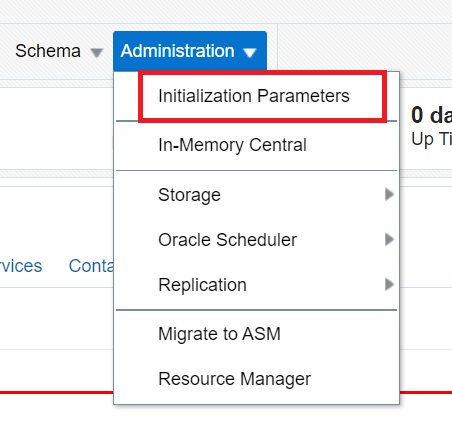 Schema
Administration
Initialization Parameters
0 da
Up Ti
In-Memory Central
Storage
Oracle Scheduler
vices Conta
Replication
Migrate to ASM
Resource Manager